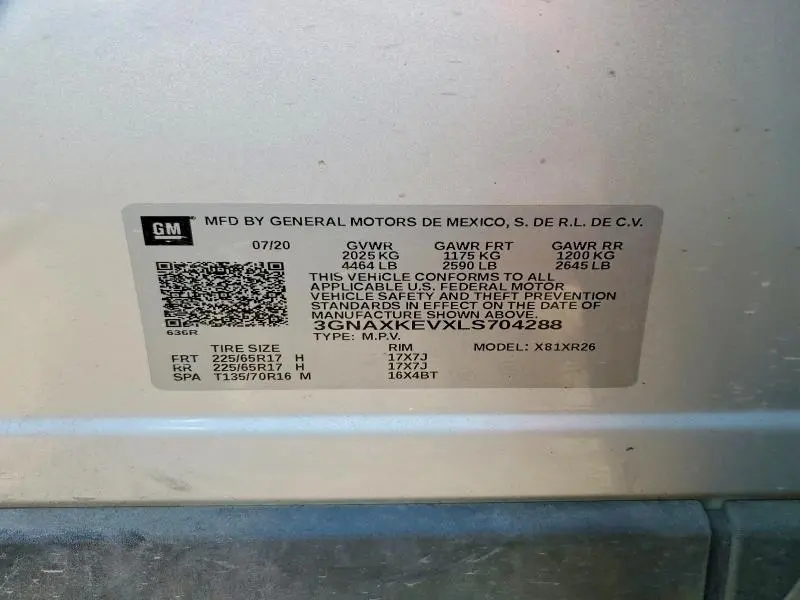 GM MFD BY GENERAL MOTORS DE MEXICO, S. DE R.L. DE C.V.
07/20 GVWR GAWR FRT GAWR RR
2025 KG 1175 KG 1200 KG
4464 LB 2590 LB 2645 LB
THIS VEHICLE CONFORMS TO ALL
APPLICABLE U.S. FEDERAL MOTOR
VEHICLE SAFETY AND THEFT PREVENTION
STANDARDS IN EFFECT ON THE DATE OF
MANUFACTURE SHOWN ABOVE.
3GNAXKEVXLS704288
636R TYPE: M.P.V.
TIRE SIZE RIM MODEL: X81XR26
FRT 225/65R17 H 17X7J
RR 225/65R17 H 17X7J
SPA T135/70R16 M 16X4BT